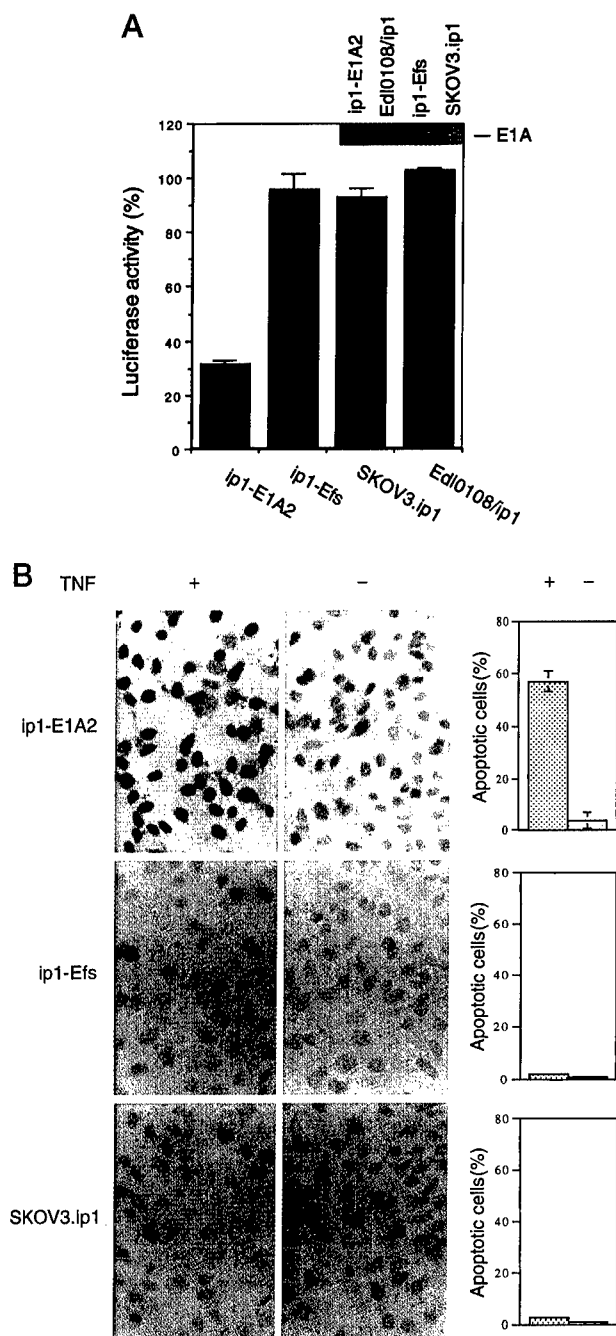 A
ip1-E1A2
Edl0108/ip1
ip1-Efs
SKOV3.ip1
— E1A
Luciferase activity (%)
120
100
80
60
40
20
0
ip1-E1A2
ip1-Efs
SKOV3.ip1
Edl0108/ip1
B
TNF + − + −
ip1-E1A2
Apoptotic cells(%)
80
60
40
20
0
ip1-Efs
Apoptotic cells(%)
80
60
40
20
0
SKOV3.ip1
Apoptotic cells(%)
80
60
40
20
0